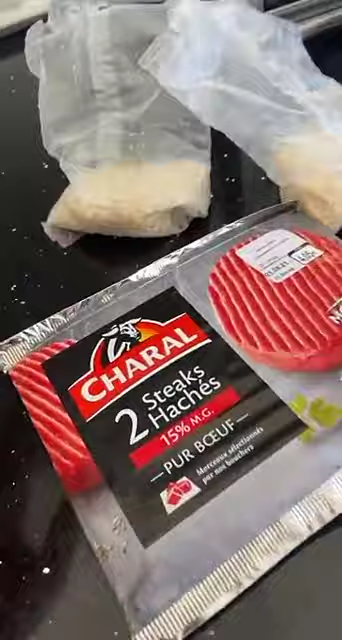 CHARAL
2 Steaks
Hachés
15% M.G.
PUR BŒUF
Morceaux sélectionnés
par nos bouchers